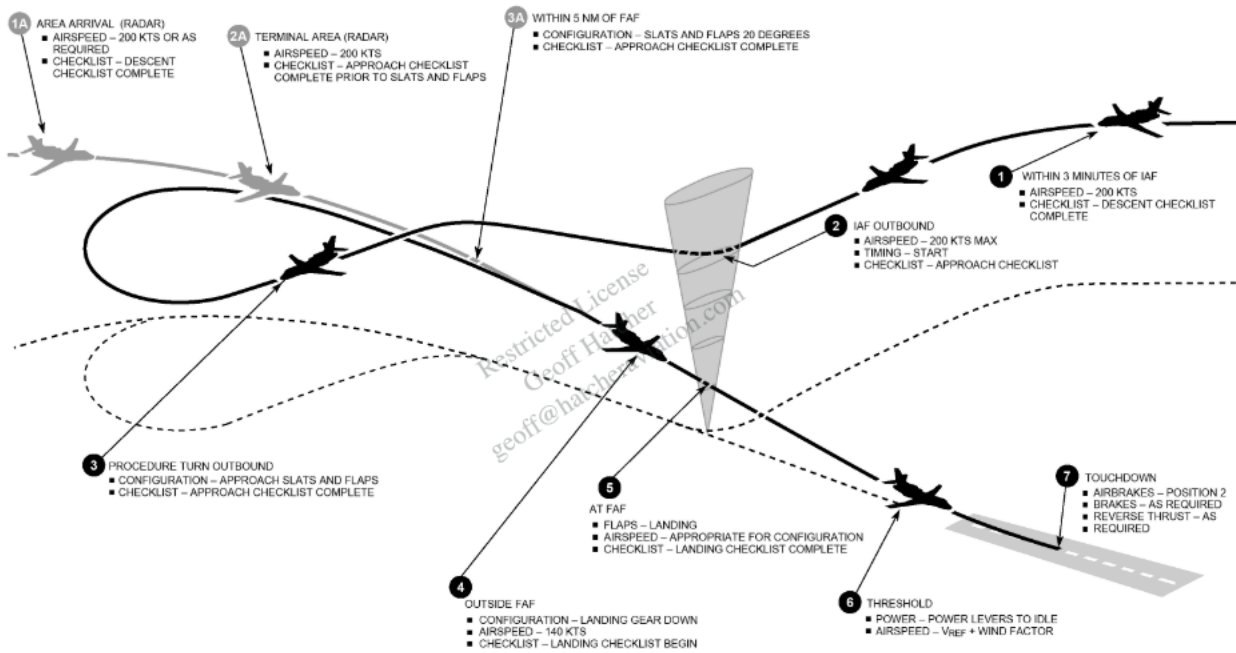 1A AREA ARRIVAL (RADAR)
■ AIRSPEED – 200 KTS OR AS
REQUIRED
■ CHECKLIST – DESCENT
CHECKLIST COMPLETE
2A TERMINAL AREA (RADAR)
■ AIRSPEED – 200 KTS
■ CHECKLIST – APPROACH CHECKLIST
COMPLETE PRIOR TO SLATS AND FLAPS
3A WITHIN 5 NM OF FAF
■ CONFIGURATION – SLATS AND FLAPS 20 DEGREES
■ CHECKLIST – APPROACH CHECKLIST COMPLETE
1 WITHIN 3 MINUTES OF IAF
■ AIRSPEED – 200 KTS
■ CHECKLIST – DESCENT CHECKLIST
COMPLETE
2 IAF OUTBOUND
■ AIRSPEED – 200 KTS MAX
■ TIMING – START
■ CHECKLIST – APPROACH CHECKLIST
Restricted License
Geoff Hatcher
geoff@hatcheraviation.com
3 PROCEDURE TURN OUTBOUND
■ CONFIGURATION – APPROACH SLATS AND FLAPS
■ CHECKLIST – APPROACH CHECKLIST COMPLETE
4
OUTSIDE FAF
■ CONFIGURATION – LANDING GEAR DOWN
■ AIRSPEED – 140 KTS
■ CHECKLIST – LANDING CHECKLIST BEGIN
5
AT FAF
■ FLAPS – LANDING
■ AIRSPEED – APPROPRIATE FOR CONFIGURATION
■ CHECKLIST – LANDING CHECKLIST COMPLETE
6 THRESHOLD
■ POWER – POWER LEVERS TO IDLE
■ AIRSPEED – VREF + WIND FACTOR
7 TOUCHDOWN
■ AIRBRAKES – POSITION 2
■ BRAKES – AS REQUIRED
■ REVERSE THRUST – AS
■ REQUIRED